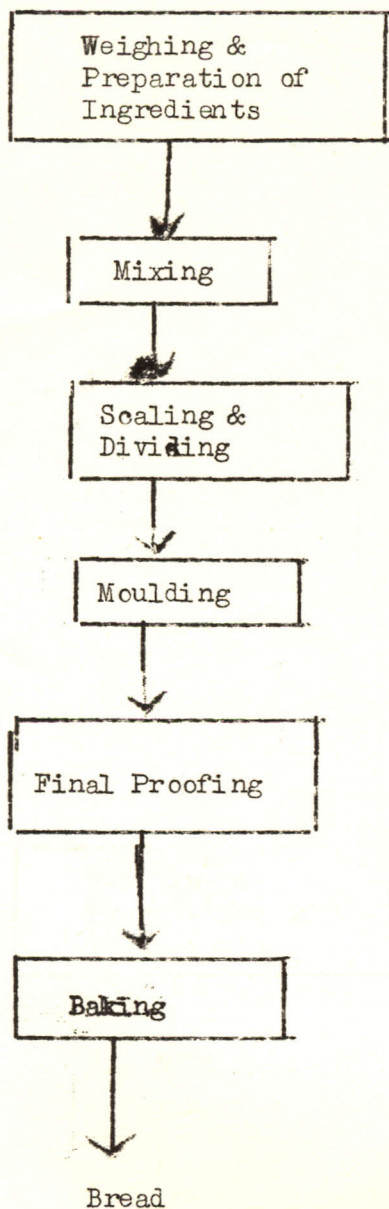 Weighing &
Preparation of
Ingredients
Mixing
Scaling &
Dividing
Moulding
Final Proofing
Baking
Bread